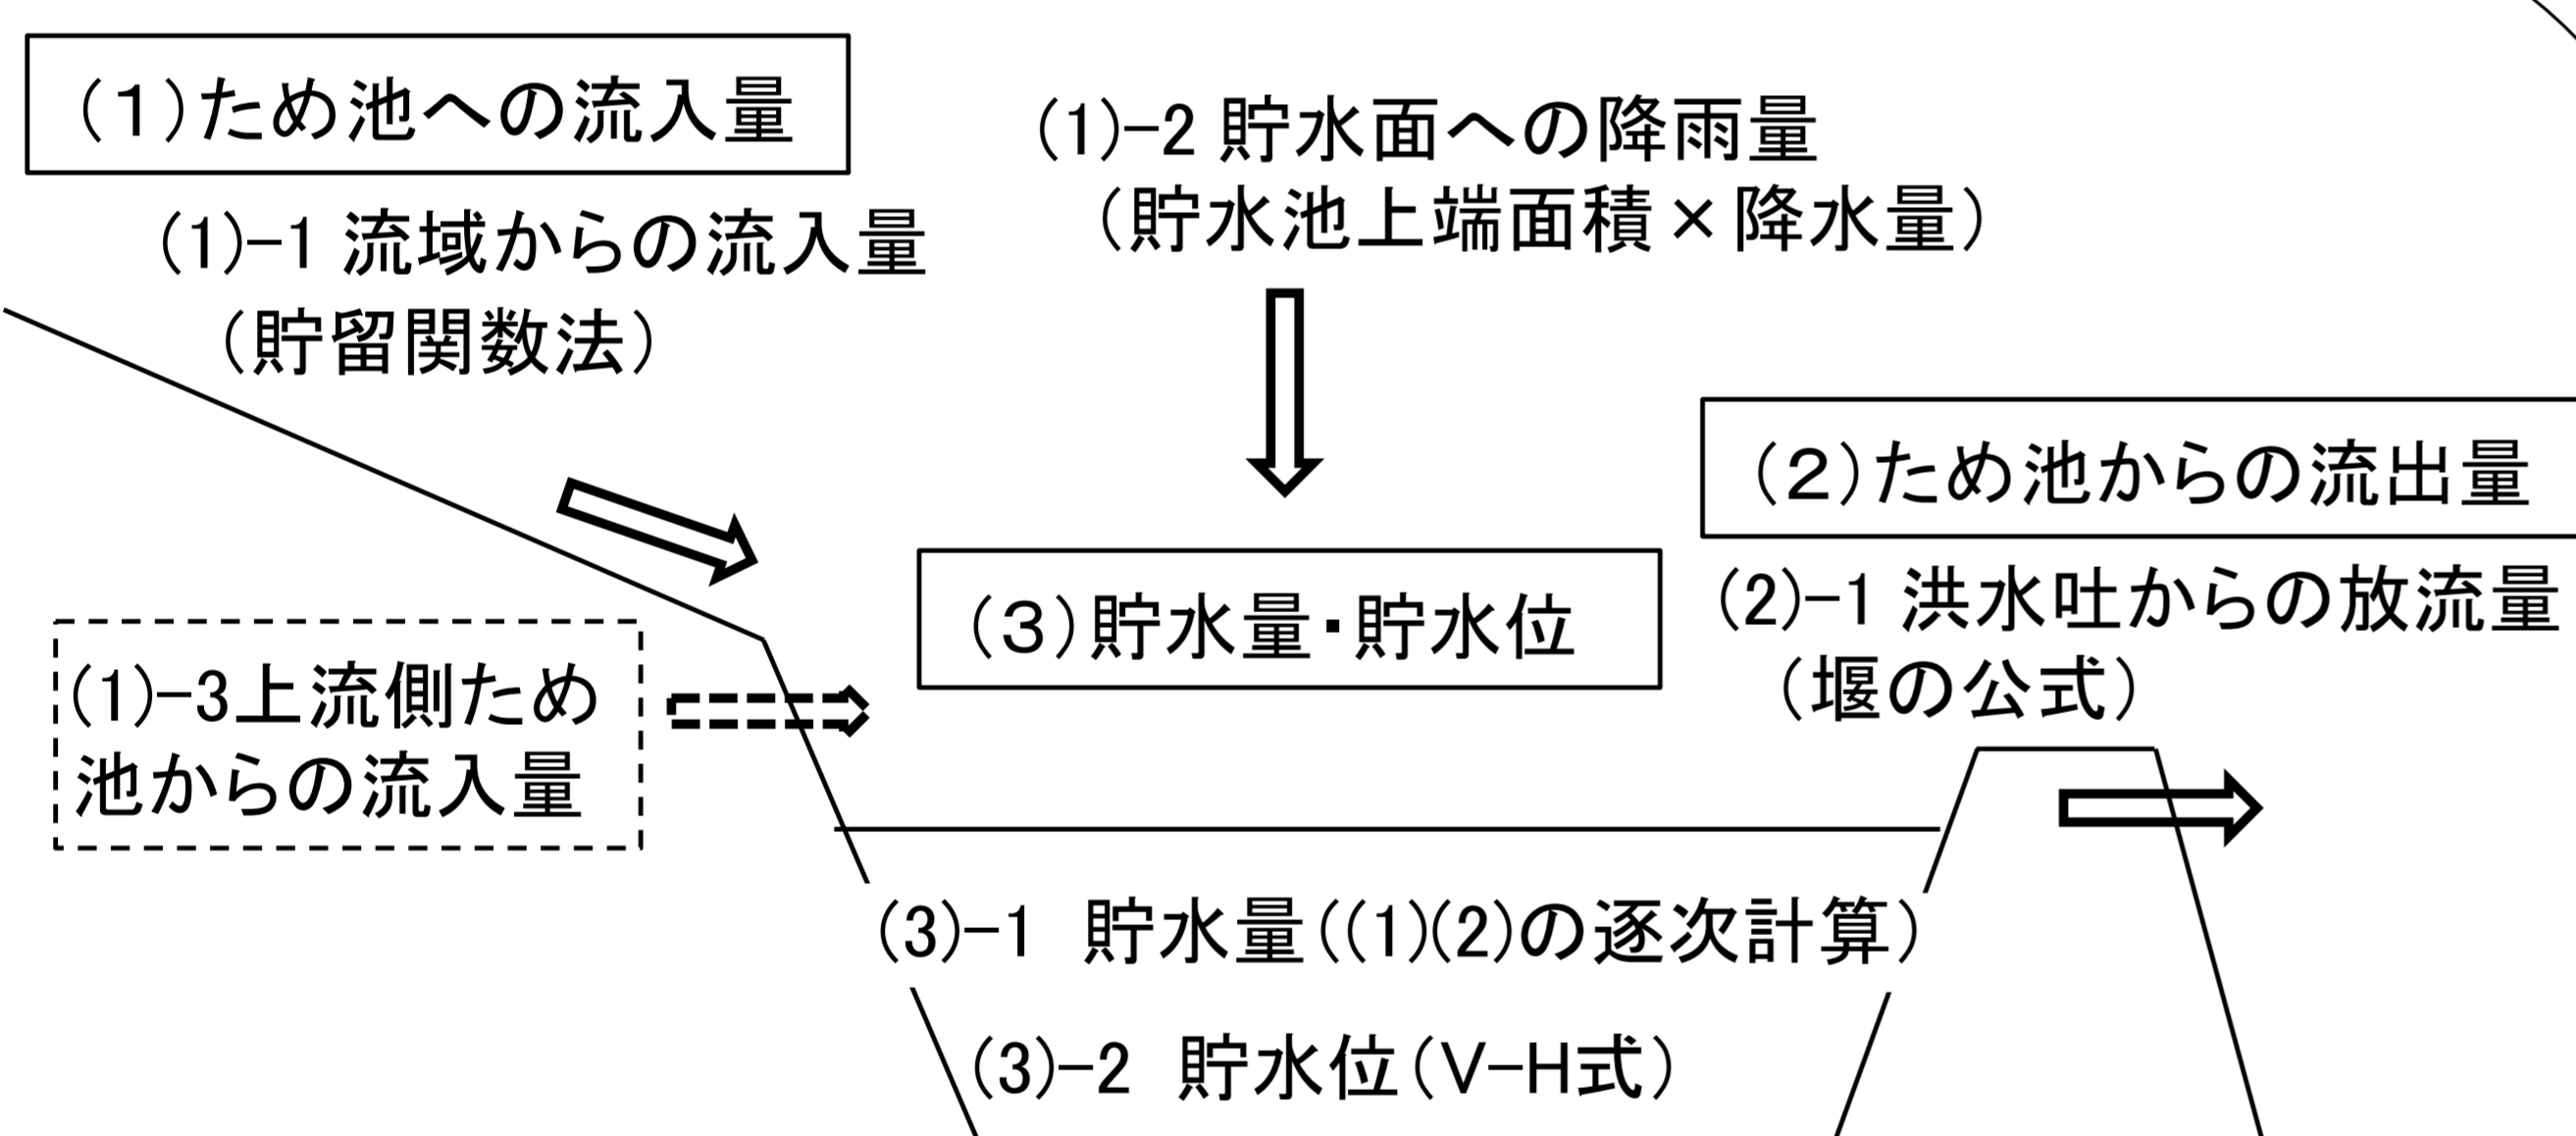 (1)ため池への流入量
(1)-1 流域からの流入量
(貯留関数法)
(1)-2 貯水面への降雨量
(貯水池上端面積×降水量)
(2)ため池からの流出量
(2)-1 洪水吐からの放流量
(堰の公式)
(3)貯水量・貯水位
(1)-3上流側ため
池からの流入量
(3)-1 貯水量((1)(2)の逐次計算)
(3)-2 貯水位(V-H式)